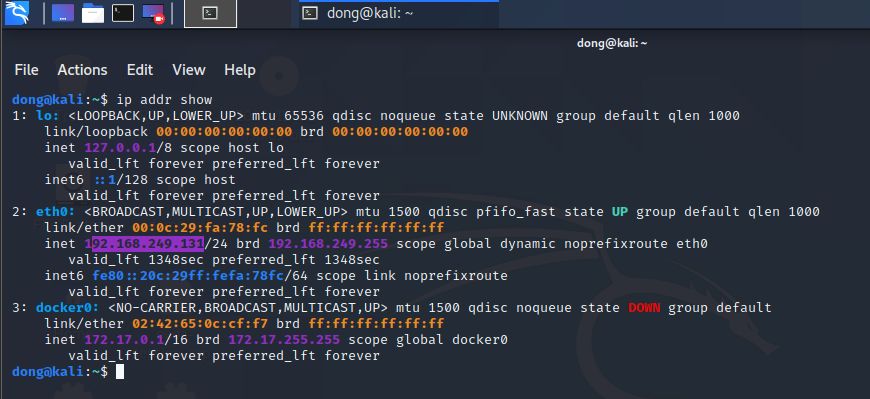 dong@kali: ~
dong@kali: ~
File Actions Edit View Help
dong@kali:~$ ip addr show
1: lo: <LOOPBACK,UP,LOWER_UP> mtu 65536 qdisc noqueue state UNKNOWN group default qlen 1000
link/loopback 00:00:00:00:00:00 brd 00:00:00:00:00:00
inet 127.0.0.1/8 scope host lo
valid_lft forever preferred_lft forever
inet6 ::1/128 scope host
valid_lft forever preferred_lft forever
2: eth0: <BROADCAST,MULTICAST,UP,LOWER_UP> mtu 1500 qdisc pfifo_fast state UP group default qlen 1000
link/ether 00:0c:29:fa:78:fc brd ff:ff:ff:ff:ff:ff
inet 192.168.249.131/24 brd 192.168.249.255 scope global dynamic noprefixroute eth0
valid_lft 1348sec preferred_lft 1348sec
inet6 fe80::20c:29ff:fefa:78fc/64 scope link noprefixroute
valid_lft forever preferred_lft forever
3: docker0: <NO-CARRIER,BROADCAST,MULTICAST,UP> mtu 1500 qdisc noqueue state DOWN group default
link/ether 02:42:65:0c:cf:f7 brd ff:ff:ff:ff:ff:ff
inet 172.17.0.1/16 brd 172.17.255.255 scope global docker0
valid_lft forever preferred_lft forever
dong@kali:~$